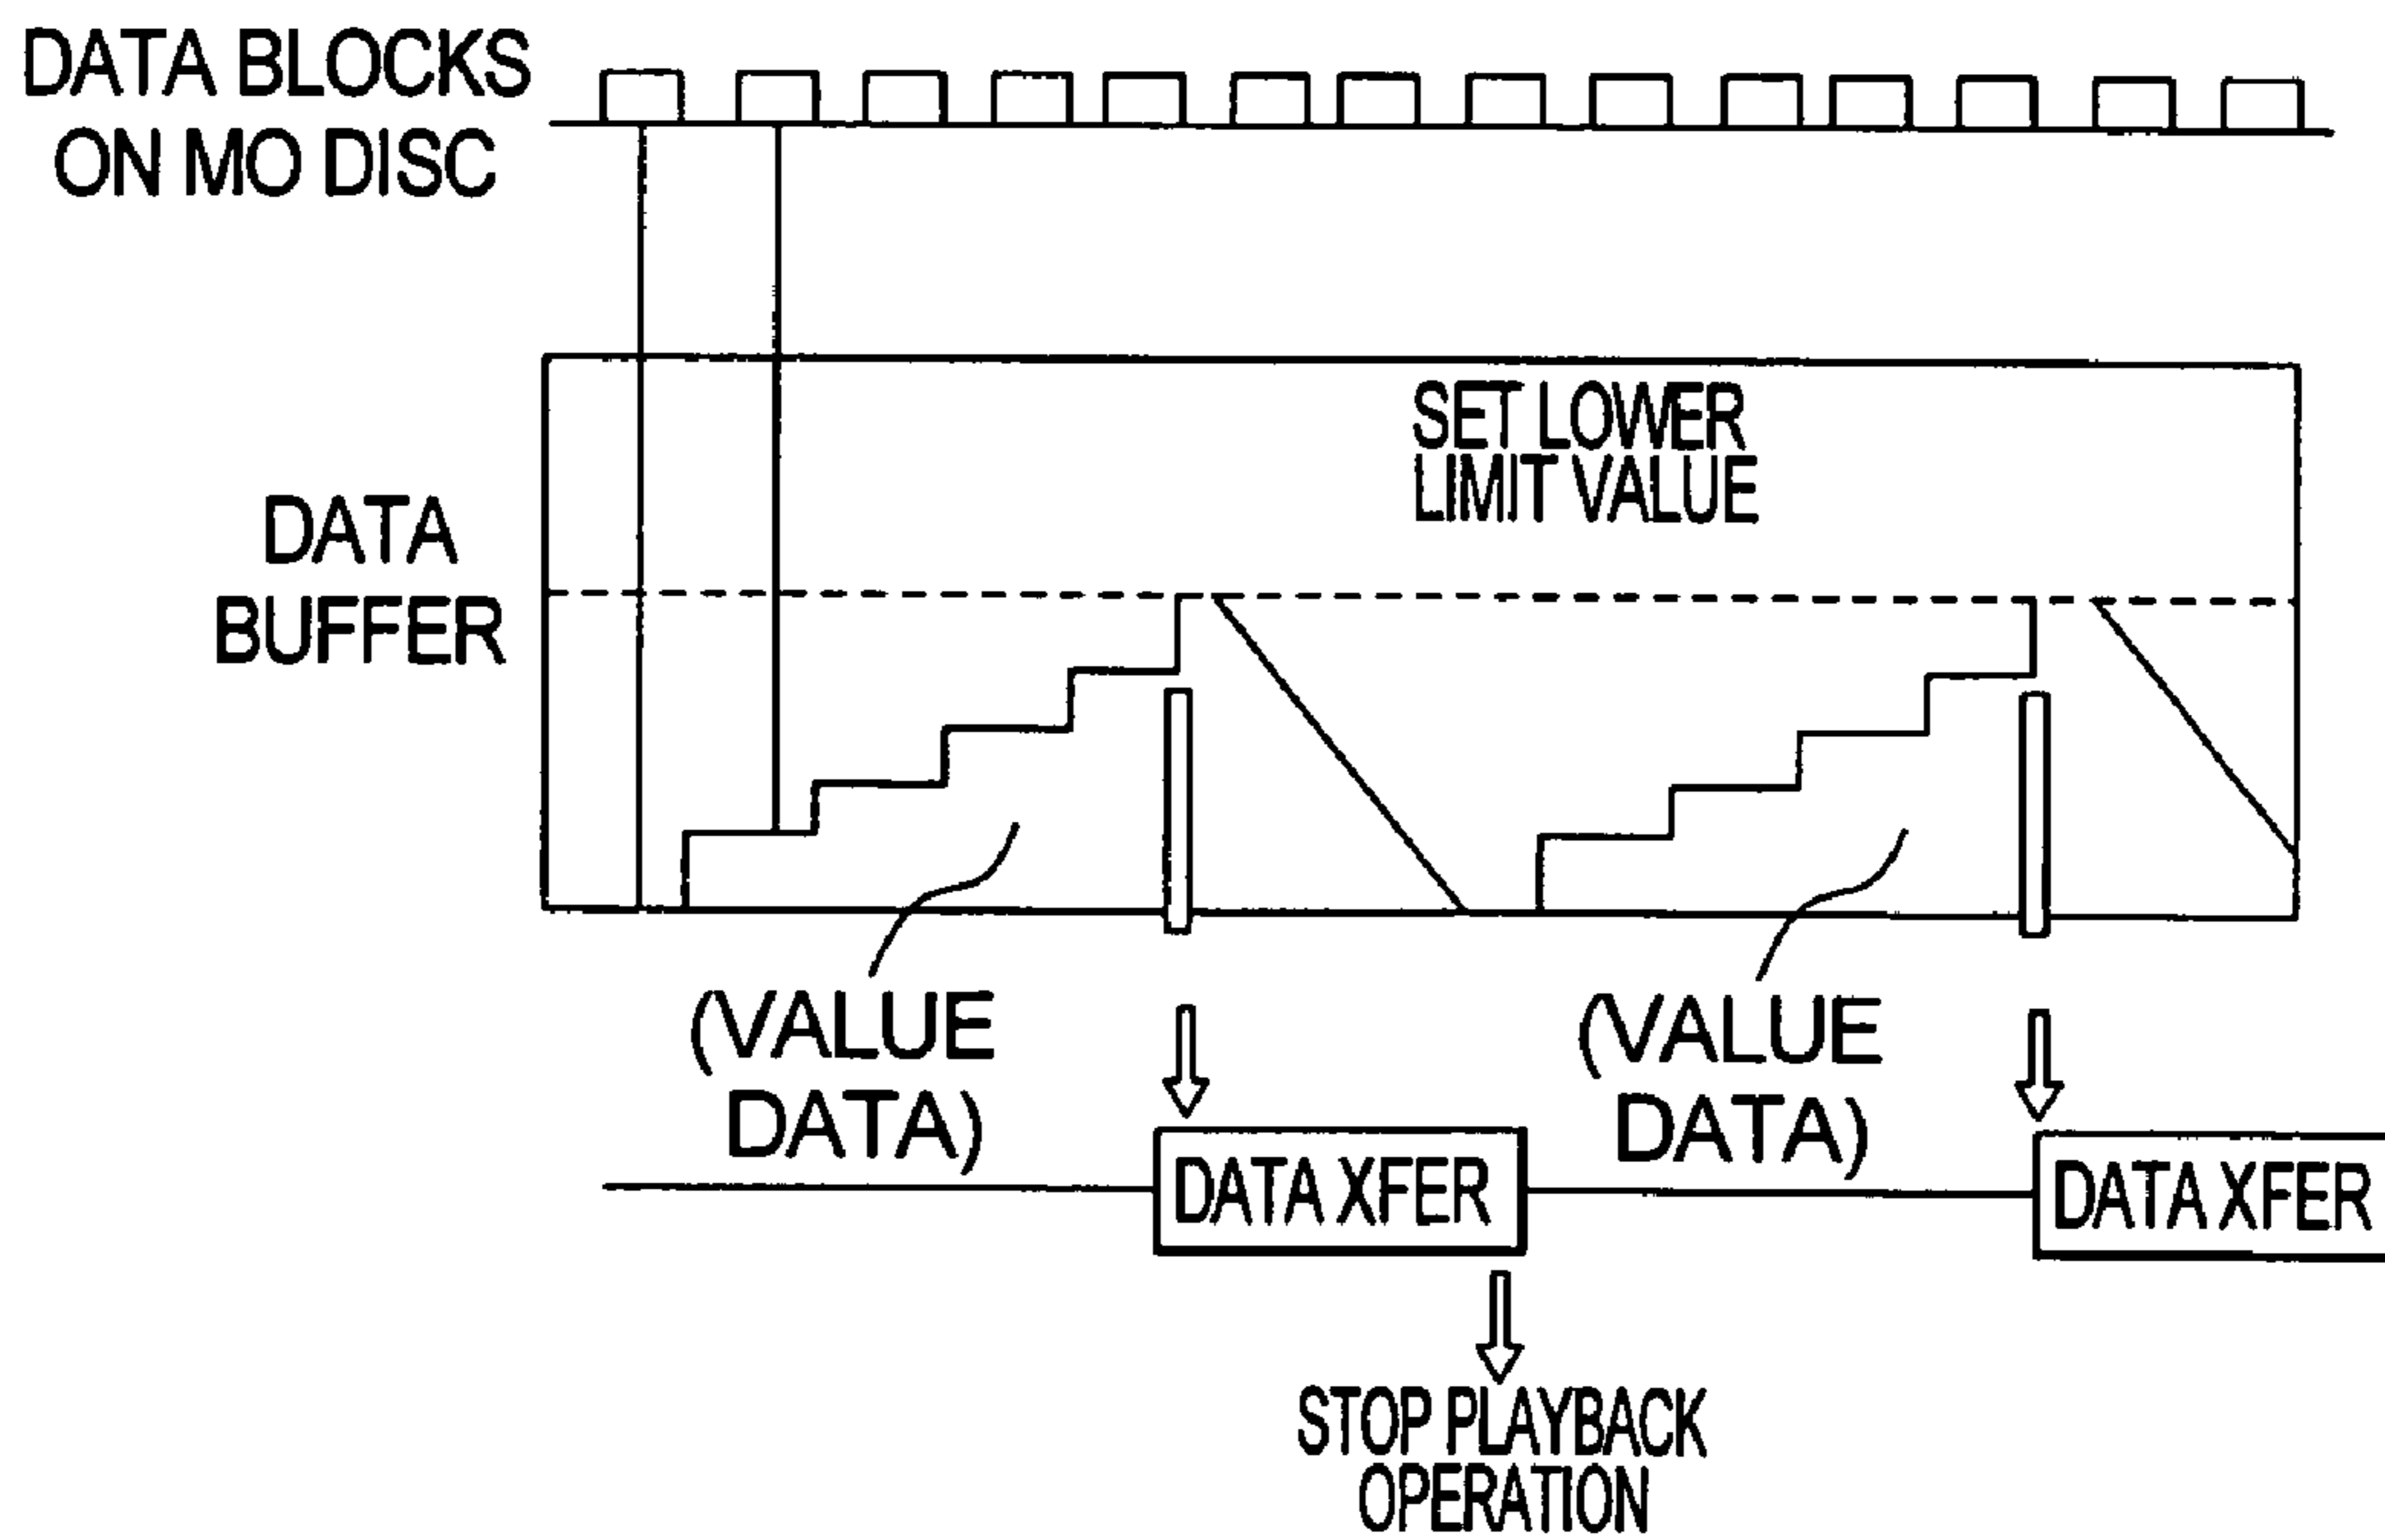 DATA BLOCKS
ON MO DISC
SET LOWER
LIMIT VALUE
DATA
BUFFER
(VALUE
DATA)
(VALUE
DATA)
DATA XFER
DATA XFER
STOP PLAYBACK
OPERATION